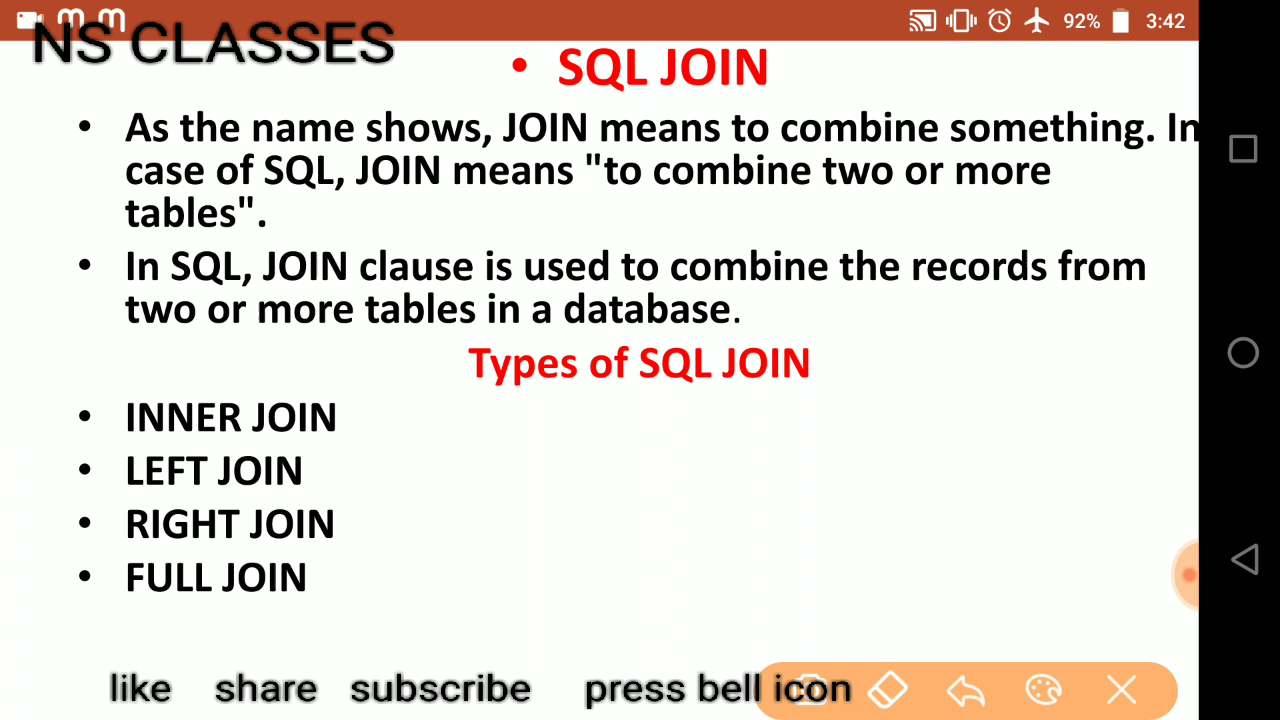 92% 3:42
NS CLASSES
• SQL JOIN
• As the name shows, JOIN means to combine something. In
case of SQL, JOIN means "to combine two or more
tables".
• In SQL, JOIN clause is used to combine the records from
two or more tables in a database.
Types of SQL JOIN
• INNER JOIN
• LEFT JOIN
• RIGHT JOIN
• FULL JOIN
like share subscribe press bell icon